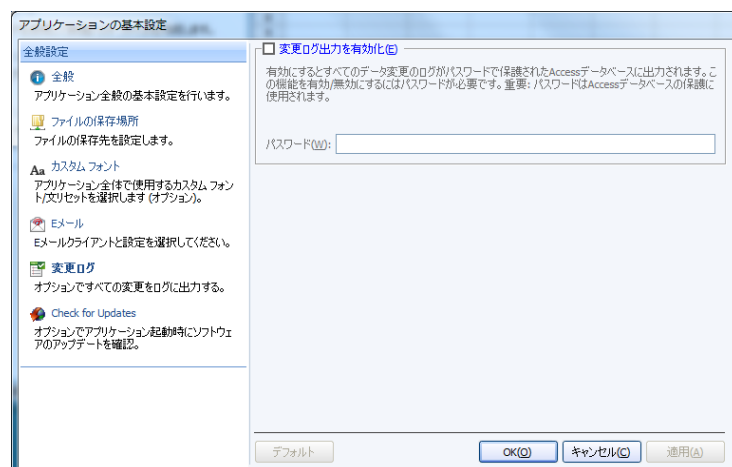 アプリケーションの基本設定
全般設定
全般
アプリケーション全般の基本設定を行います。
ファイルの保存場所
ファイルの保存先を設定します。
Aa カスタム フォント
アプリケーション全体で使用するカスタム フォン
ト/文リセットを選択します (オプション)。
Eメール
Eメールクライアントと設定を選択してください。
変更ログ
オプションですべての変更をログに出力する。
Check for Updates
オプションでアプリケーション起動時にソフトウェ
アのアップデートを確認。
変更ログ出力を有効化(E)
有効にするとすべてのデータ変更のログがパスワードで保護されたAccessデータベースに出力されます。こ
の機能を有効/無効にするにはパスワードが必要です。重要: パスワードはAccessデータベースの保護に
使用されます。
パスワード(W):
デフォルト
OK(O)
キャンセル(C)
適用(A)